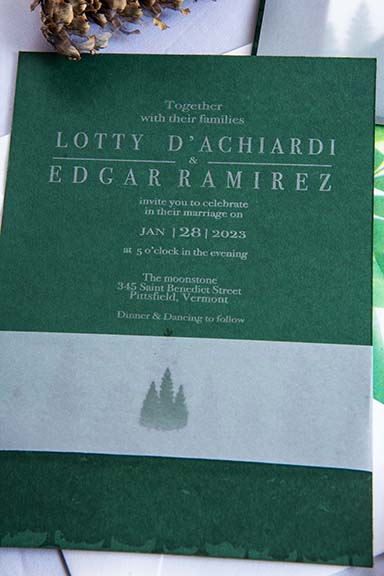 Together
with their families
LOTTY D'ACHIARDI
&
EDGAR RAMIREZ
invite you to celebrate
in their marriage on
JAN |28| 2023
at 5 o'clock in the evening
The moonstone
345 Saint Benedict Street
Pittsfield, Vermont
Dinner & Dancing to follow